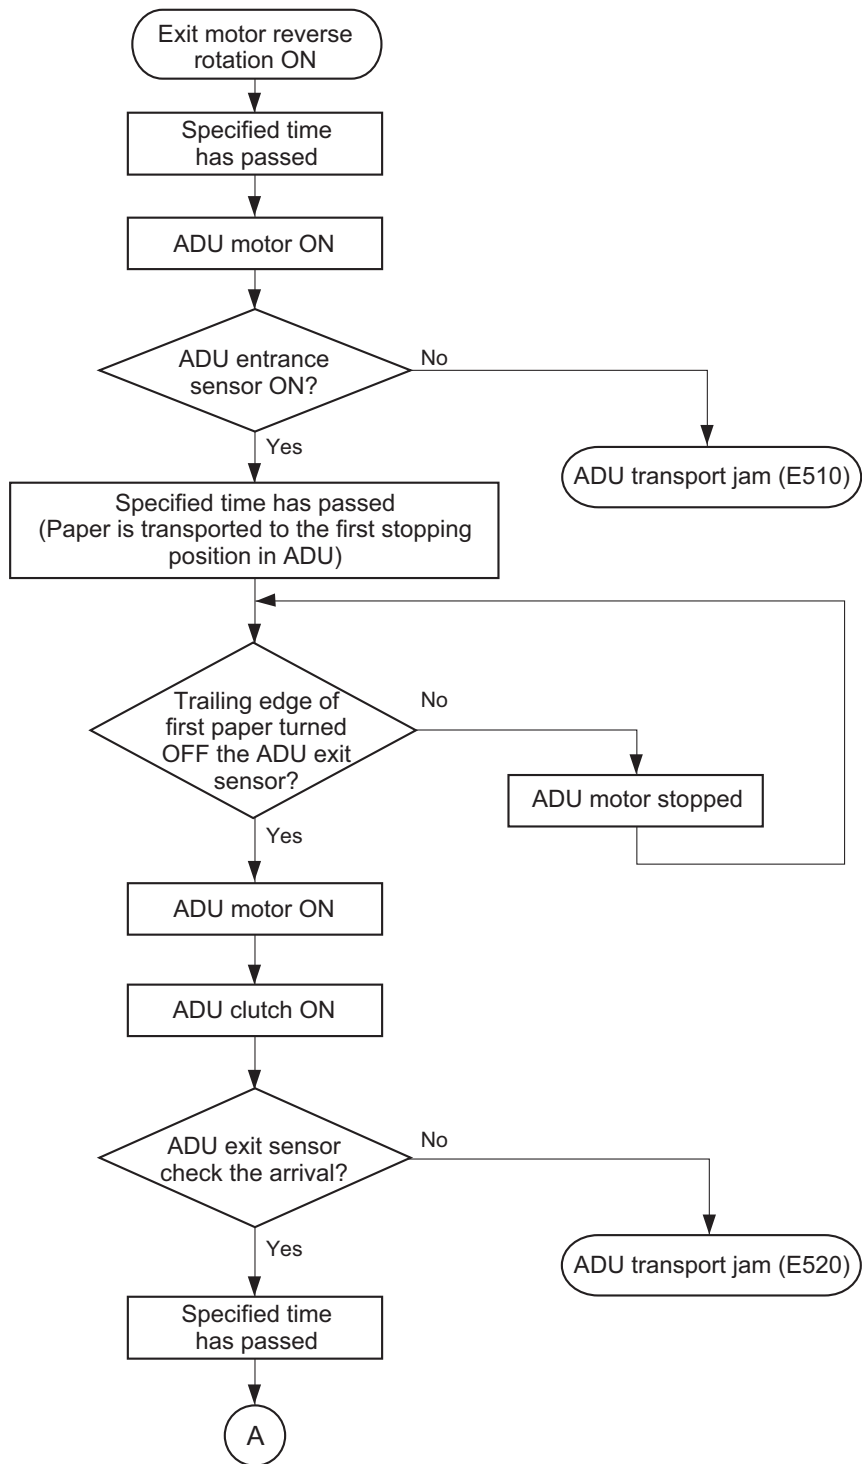 Exit motor reverse
rotation ON
Specified time
has passed
ADU motor ON
ADU entrance
sensor ON?
No
Yes
ADU transport jam (E510)
Specified time has passed
(Paper is transported to the first stopping
position in ADU)
Trailing edge of
first paper turned
OFF the ADU exit
sensor?
No
ADU motor stopped
Yes
ADU motor ON
ADU clutch ON
ADU exit sensor
check the arrival?
No
Yes
ADU transport jam (E520)
Specified time
has passed
A